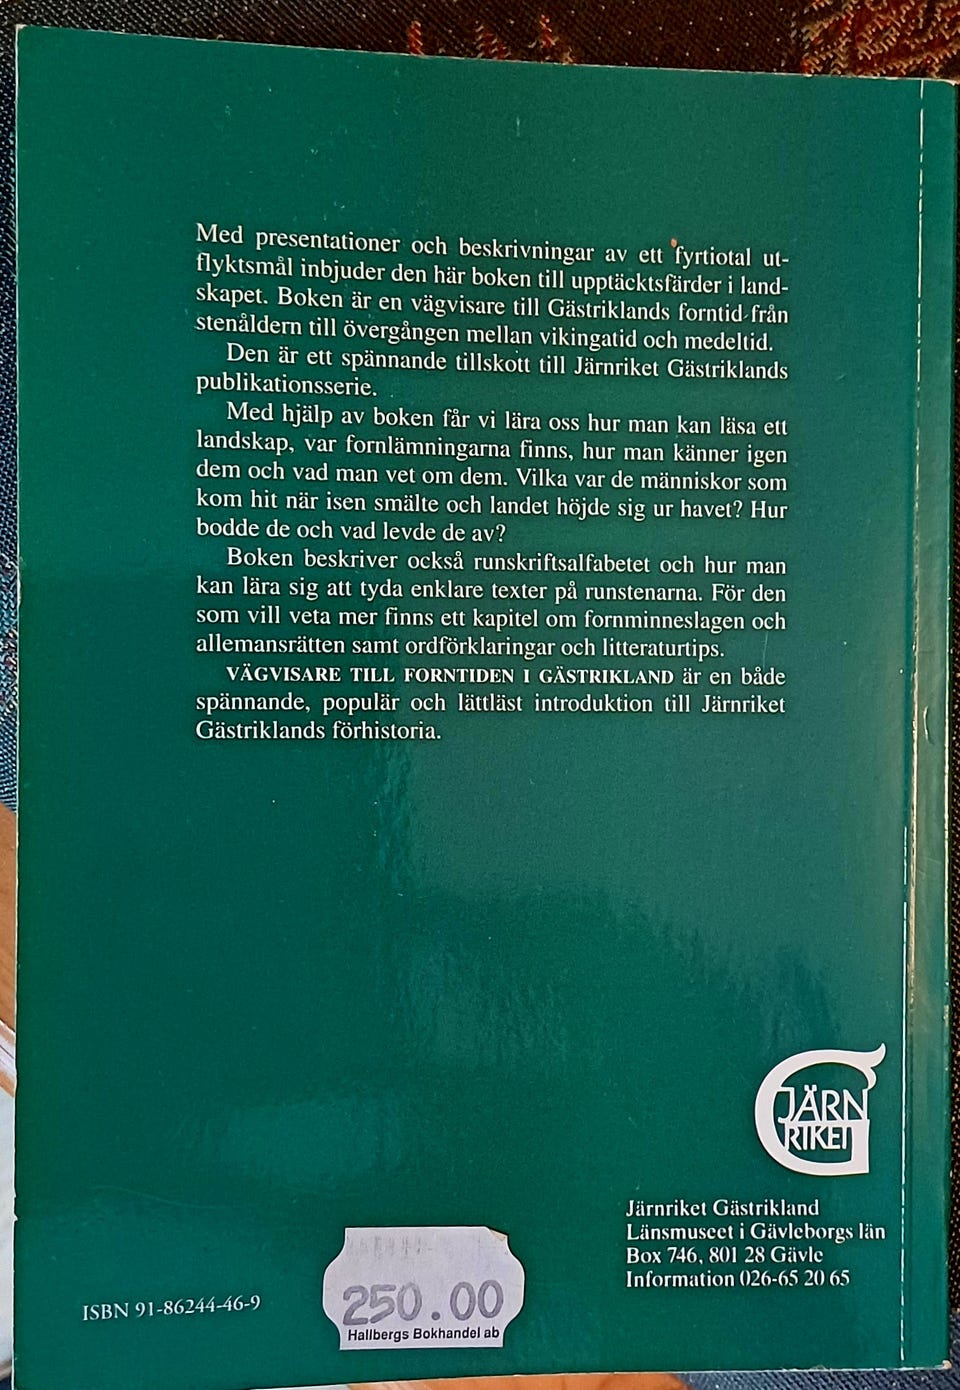 Med presentationer och beskrivningar av ett fyrtiotal ut-
flyktsmål inbjuder den här boken till upptäcktsfärder i land-
skapet. Boken är en vägvisare till Gästriklands forntid från
stenåldern till övergången mellan vikingatid och medeltid.
Den är ett spännande tillskott till Järnriket Gästriklands
publikationsserie.
Med hjälp av boken får vi lära oss hur man kan läsa ett
landskap, var fornlämningarna finns, hur man känner igen
dem och vad man vet om dem. Vilka var de människor som
kom hit när isen smälte och landet höjde sig ur havet? Hur
bodde de och vad levde de av?
Boken beskriver också runskriftsalfabetet och hur man
kan lära sig att tyda enklare texter på runstenarna. För den
som vill veta mer finns ett kapitel om fornminneslagen och
allemansrätten samt ordförklaringar och litteraturtips.
VÄGVISARE TILL FORNTIDEN I GÄSTRIKLAND är en både
spännande, populär och lättläst introduktion till Järnriket
Gästriklands förhistoria.
JÄRN
RIKET
Järnriket Gästrikland
Länsmuseet i Gävleborgs län
Box 746, 801 28 Gävle
Information 026-65 20 65
ISBN 91-86244-46-9
250.00
Hallbergs Bokhandel ab